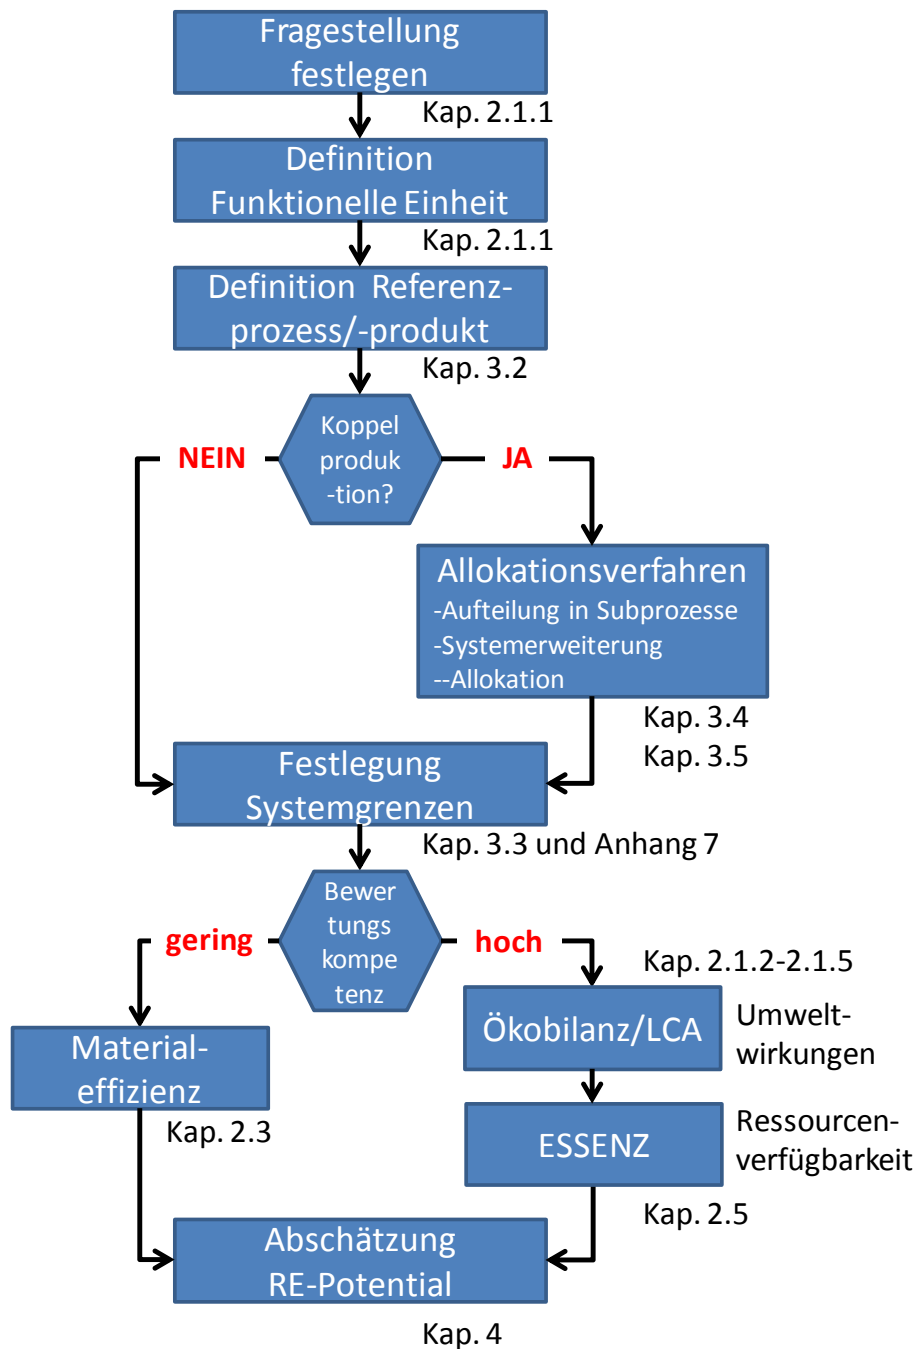 Fragestellung
festlegen
Kap. 2.1.1
Definition
Funktionelle Einheit
Kap. 2.1.1
Definition Referenz-
prozess/-produkt
Kap. 3.2
Koppel
produk
-tion?
NEIN
JA
Allokationsverfahren
-Aufteilung in Subprozesse
-Systemerweiterung
--Allokation
Kap. 3.4
Kap. 3.5
Festlegung
Systemgrenzen
Kap. 3.3 und Anhang 7
Bewer
tungs
kompe
tenz
gering
hoch
Kap. 2.1.2-2.1.5
Material-
effizienz
Kap. 2.3
Ökobilanz/LCA
Umwelt-
wirkungen
ESSENZ
Ressourcen-
verfügbarkeit
Kap. 2.5
Abschätzung
RE-Potential
Kap. 4